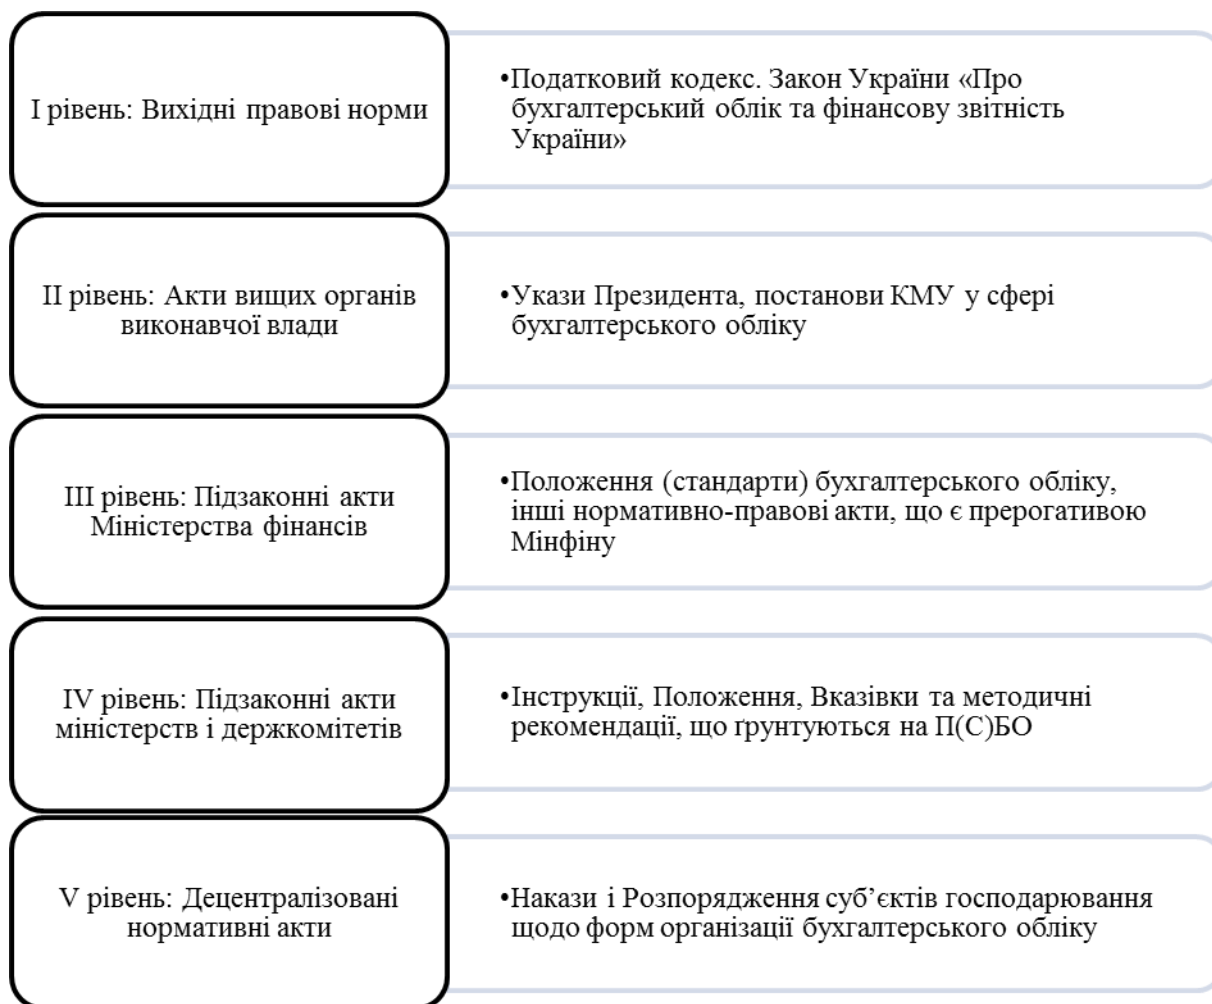 І рівень: Вихідні правові норми
•Податковий кодекс. Закон України «Про
бухгалтерський облік та фінансову звітність
України»
ІІ рівень: Акти вищих органів
виконавчої влади
•Укази Президента, постанови КМУ у сфері
бухгалтерського обліку
ІІІ рівень: Підзаконні акти
Міністерства фінансів
•Положення (стандарти) бухгалтерського обліку,
інші нормативно-правові акти, що є прерогативою
Мінфіну
IV рівень: Підзаконні акти
міністерств і держкомітетів
•Інструкції, Положення, Вказівки та методичні
рекомендації, що ґрунтуються на П(С)БО
V рівень: Децентралізовані
нормативні акти
•Накази і Розпорядження суб’єктів господарювання
щодо форм організації бухгалтерського обліку